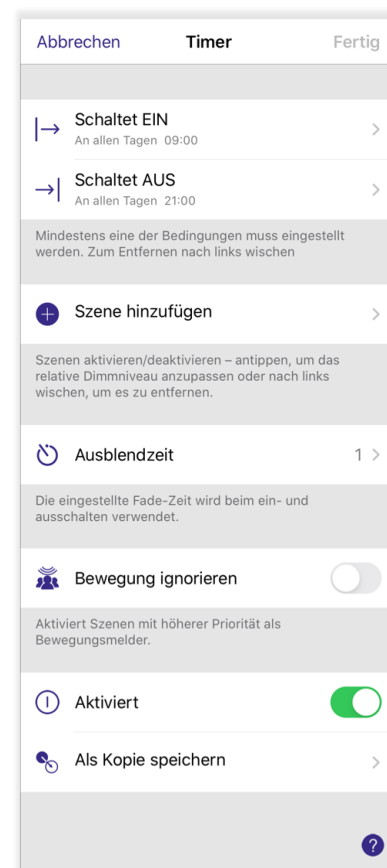 Abbrechen Timer Fertig
Schaltet EIN
An allen Tagen 09:00
Schaltet AUS
An allen Tagen 21:00
Mindestens eine der Bedingungen muss eingestellt
werden. Zum Entfernen nach links wischen
Szene hinzufügen
Szenen aktivieren/deaktivieren – antippen, um das
relative Dimmniveau anzupassen oder nach links
wischen, um es zu entfernen.
Ausblendzeit 1
Die eingestellte Fade-Zeit wird beim ein- und
ausschalten verwendet.
Bewegung ignorieren
Aktiviert Szenen mit höherer Priorität als
Bewegungsmelder.
Aktiviert
Als Kopie speichern
?